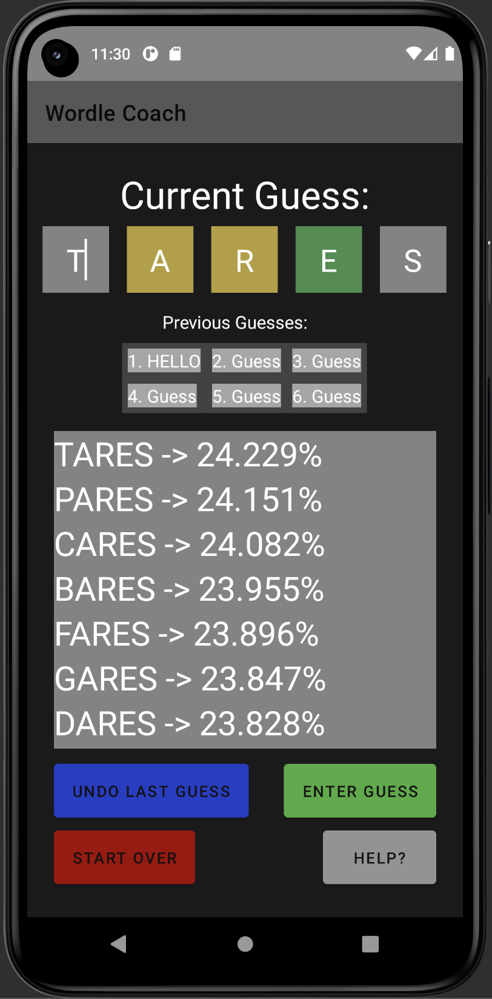 11:30
Wordle Coach
Current Guess:
T A R E S
Previous Guesses:
1. HELLO 2. Guess 3. Guess
4. Guess 5. Guess 6. Guess
TARES -> 24.229%
PARES -> 24.151%
CARES -> 24.082%
BARES -> 23.955%
FARES -> 23.896%
GARES -> 23.847%
DARES -> 23.828%
UNDO LAST GUESS ENTER GUESS
START OVER HELP?